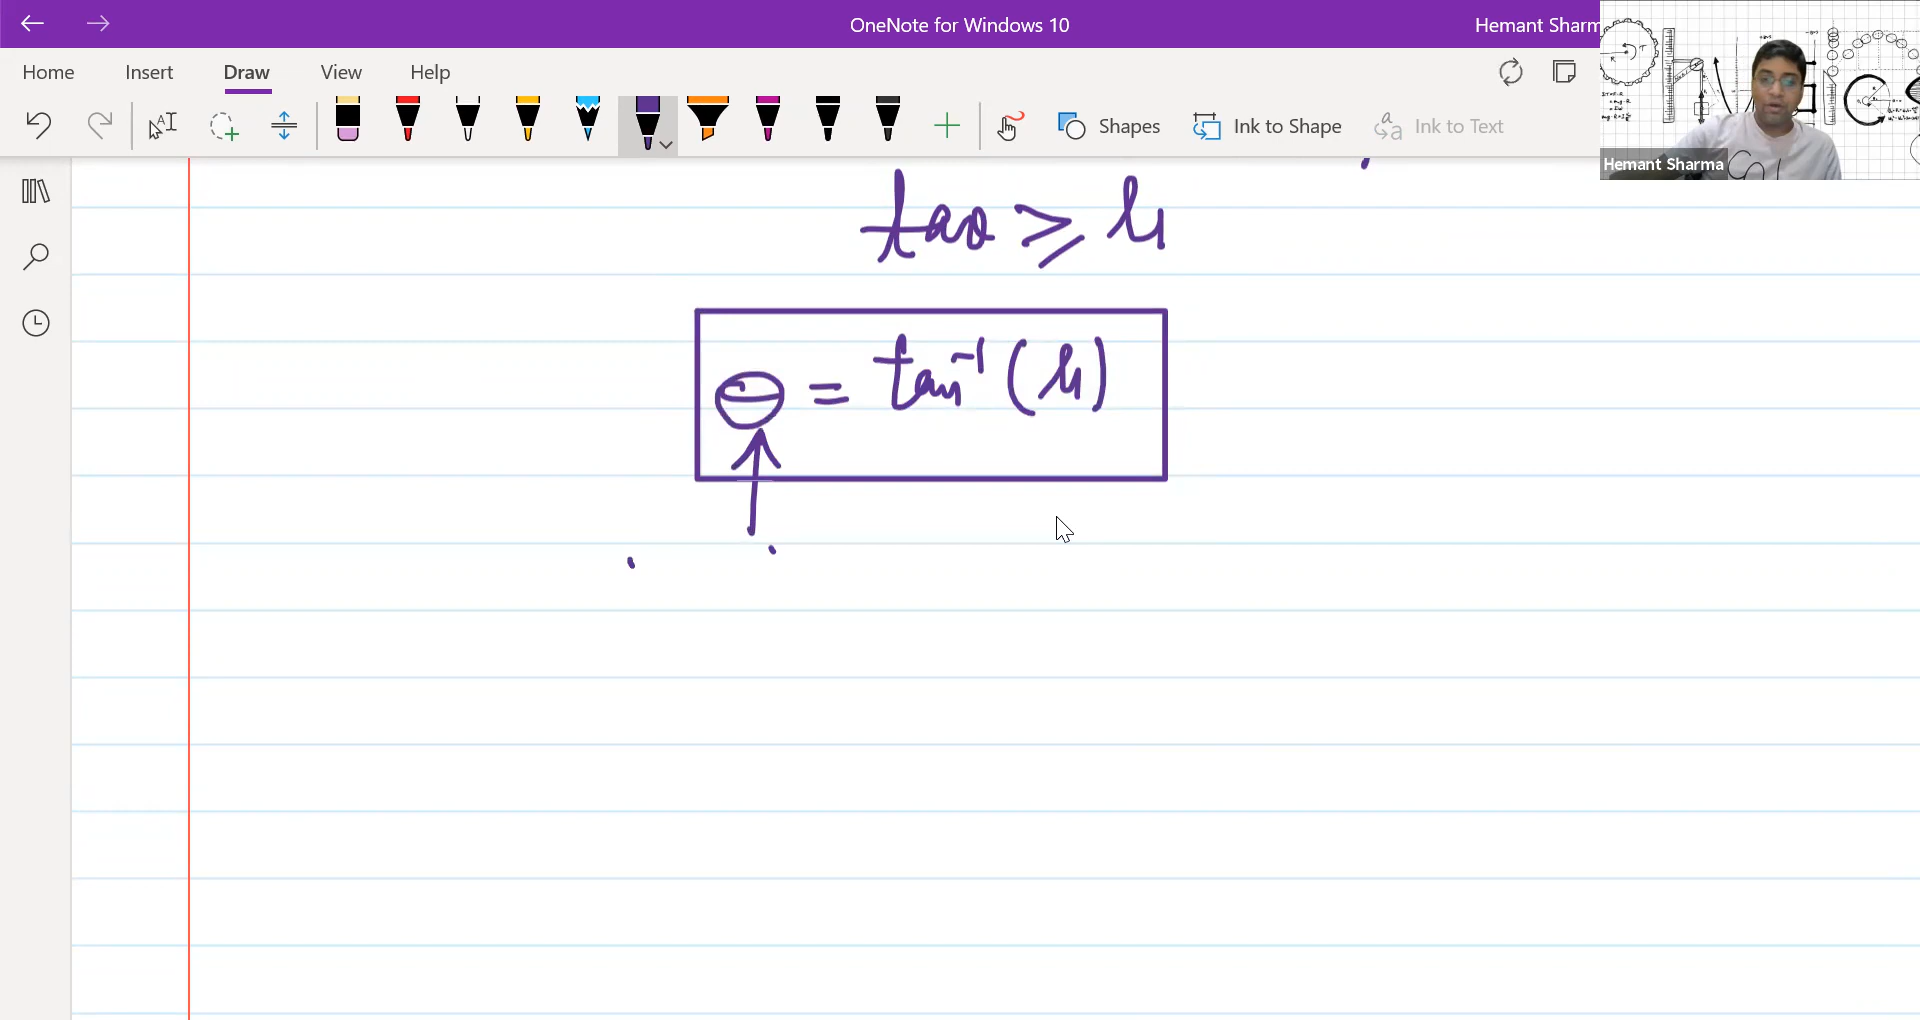 OneNote for Windows 10
Hemant Sharm
Home Insert Draw View Help
Shapes Ink to Shape Ink to Text
Hemant Sharma
tanθ ⩾ μ
θ = tan⁻¹ (μ)